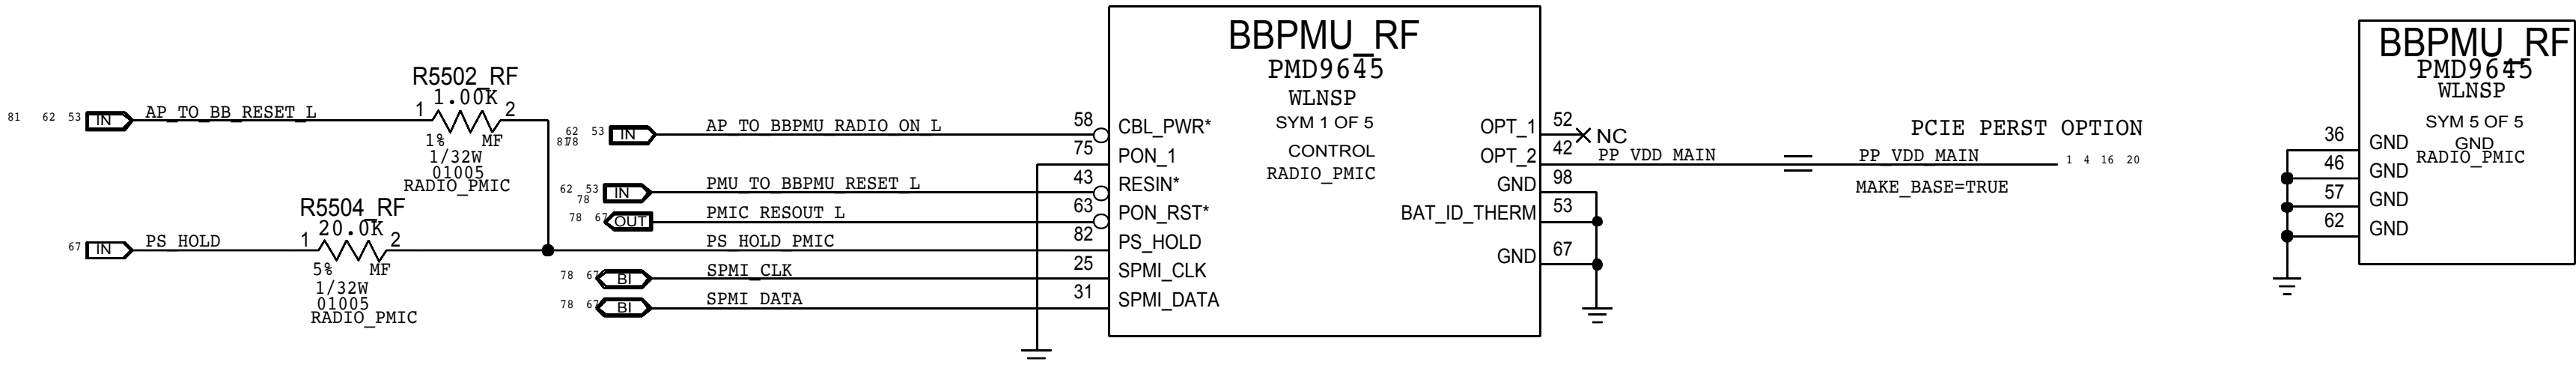 BBPMU_RF
PMD9645
WLNSP
SYM 1 OF 5
CONTROL
RADIO_PMIC
R5502_RF
1.00K
1 2
1% MF
1/32W
01005
RADIO_PMIC
81 62 53 IN AP_TO_BB_RESET_L
R5504_RF
20.0K
1 2
5% MF
1/32W
01005
RADIO_PMIC
67 IN PS_HOLD
62 53 IN AP_TO_BBPMU_RADIO_ON_L 58 CBL_PWR*
75 PON_1
62 53 IN PMU_TO_BBPMU_RESET_L 43 RESIN*
78
78 67 OUT PMIC_RESOUT_L 63 PON_RST*
PS_HOLD_PMIC 82 PS_HOLD
78 67 BI SPMI_CLK 25 SPMI_CLK
78 67 BI SPMI_DATA 31 SPMI_DATA
OPT_1 52 NC
OPT_2 42 PP_VDD_MAIN
GND 98
BAT_ID_THERM 53
GND 67
PCIE PERST OPTION
PP_VDD_MAIN 1 4 16 20
MAKE_BASE=TRUE
BBPMU_RF
PMD9645
WLNSP
SYM 5 OF 5
GND
RADIO_PMIC
36 GND
46 GND
57 GND
62 GND